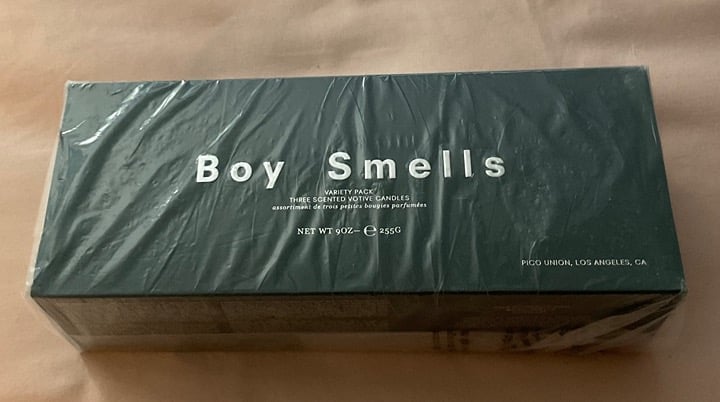 Boy Smells
VARIETY PACK
THREE SCENTED VOTIVE CANDLES
assortiment de trois petites bougies parfumées
NET WT 9OZ— ℮ 255G
PICO UNION, LOS ANGELES, CA